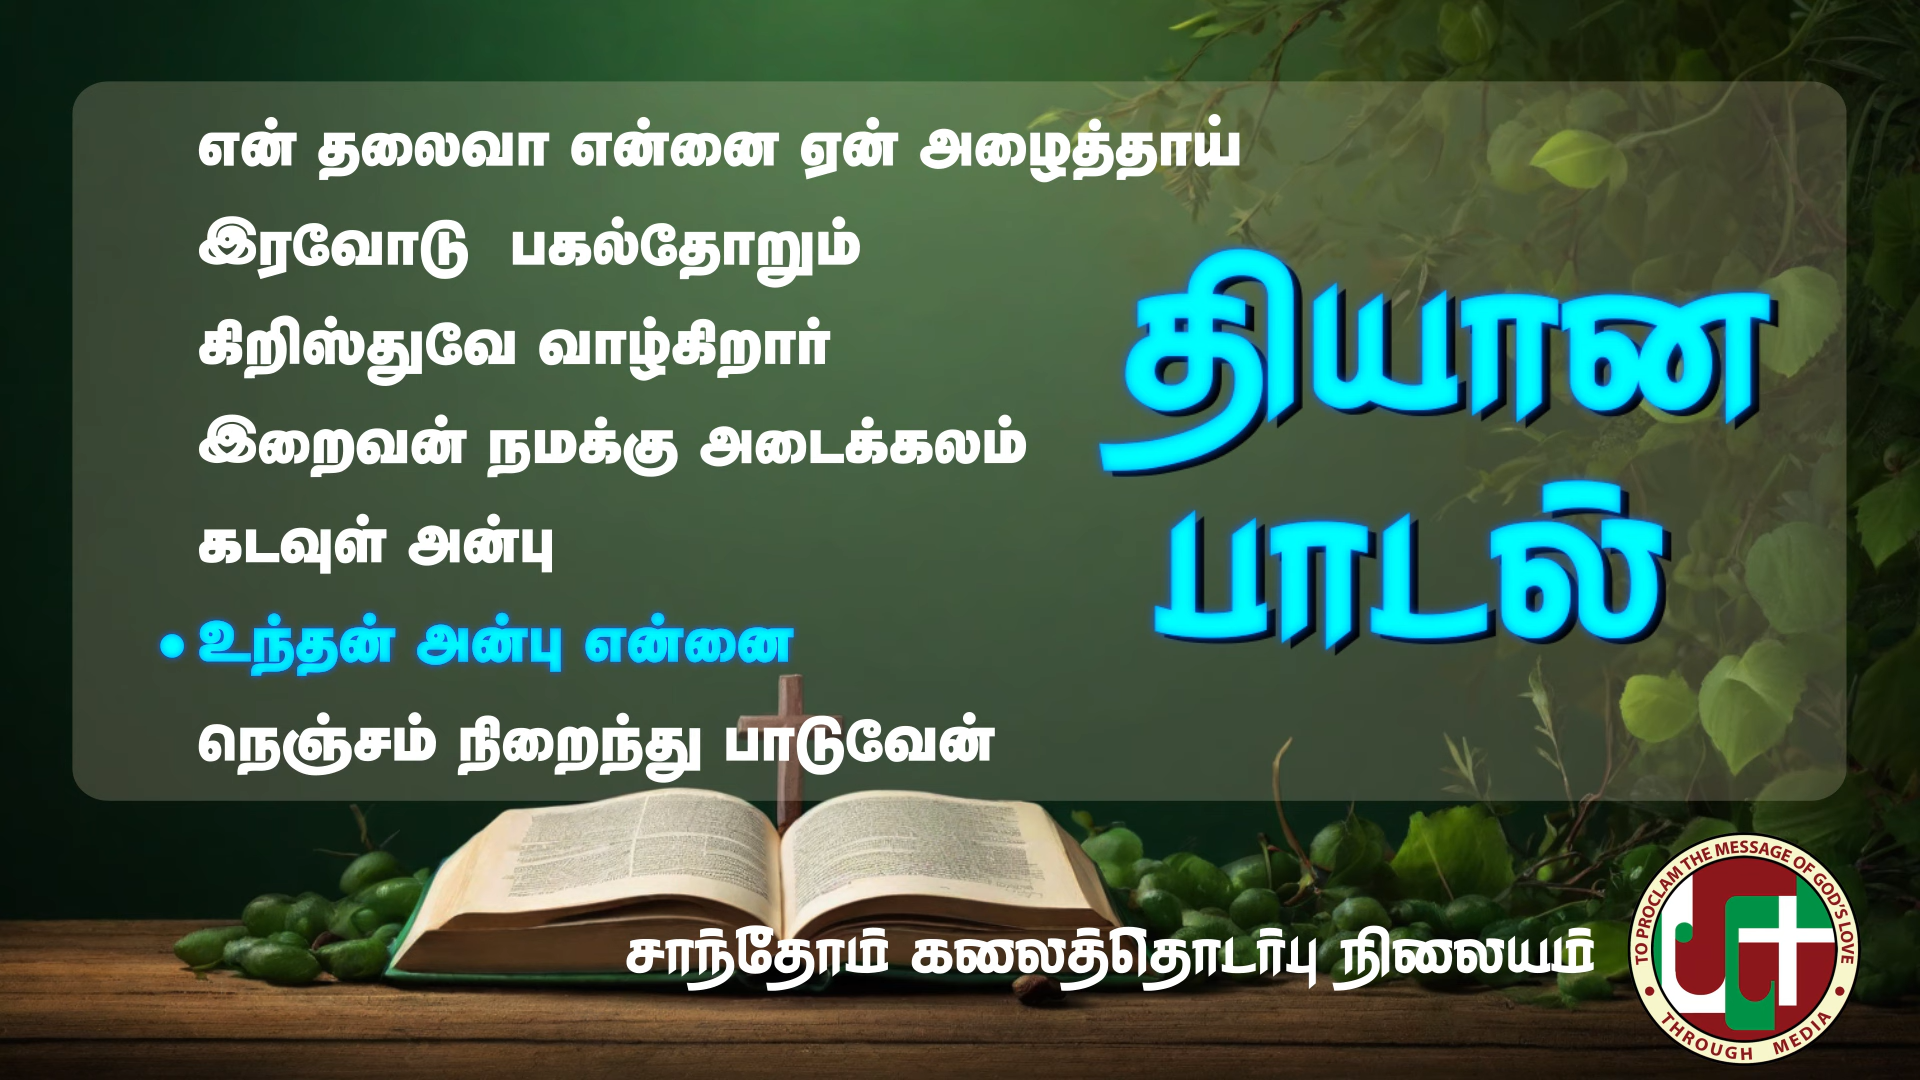 என் தலைவா என்னை ஏன் அழைத்தாய்
இரவோடு பகல்தோறும்
கிறிஸ்துவே வாழ்கிறார்
இறைவன் நமக்கு அடைக்கலம்
கடவுள் அன்பு
• உந்தன் அன்பு என்னை
நெஞ்சம் நிறைந்து பாடுவேன்
தியான
பாடல்
சாந்தோம் கலைத்தொடர்பு நிலையம்
TO PROCLAM THE MESSAGE OF GOD'S LOVE
• THROUGH MEDIA •